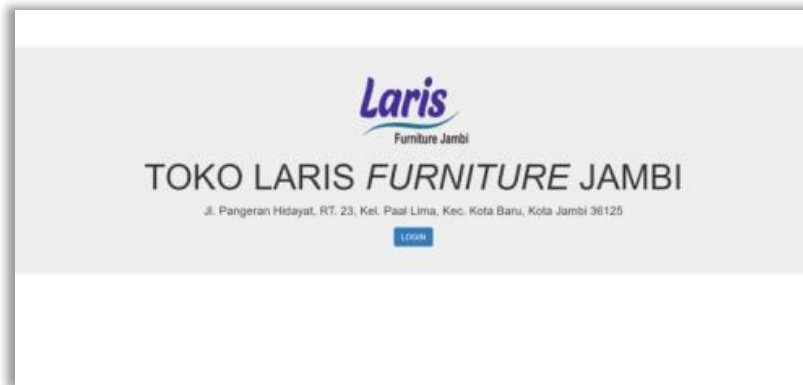 Laris
Furniture Jambi
TOKO LARIS FURNITURE JAMBI
Jl. Pangeran Hidayat, RT. 23, Kel. Paal Lima, Kec. Kota Baru, Kota Jambi 36125
LOGIN